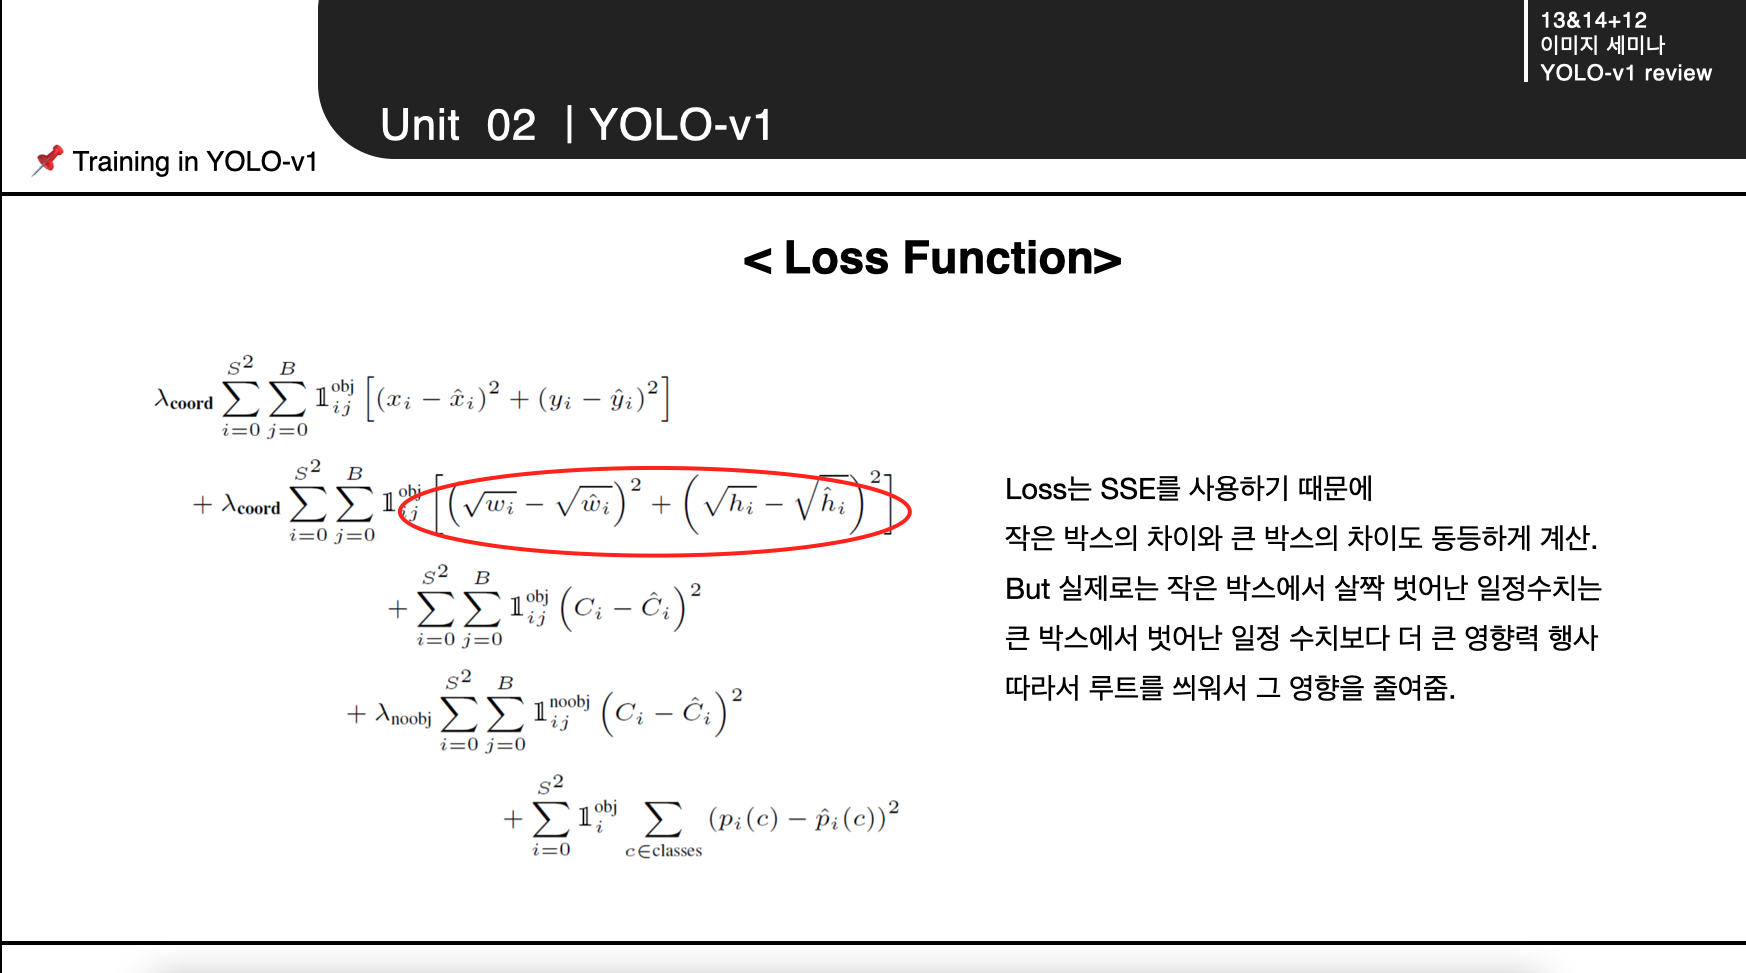 13&14+12
이미지 세미나
YOLO-v1 review
Unit 02 | YOLO-v1
📌 Training in YOLO-v1
< Loss Function>
$\lambda_{\textbf{coord}} \sum_{i=0}^{S^2} \sum_{j=0}^{B} \mathbb{1}_{ij}^{\text{obj}} \left[ (x_i - \hat{x}_i)^2 + (y_i - \hat{y}_i)^2 \right]$
$+ \lambda_{\textbf{coord}} \sum_{i=0}^{S^2} \sum_{j=0}^{B} \mathbb{1}_{ij}^{\text{obj}} \left[ \left( \sqrt{w_i} - \sqrt{\hat{w}_i} \right)^2 + \left( \sqrt{h_i} - \sqrt{\hat{h}_i} \right)^2 \right]$
$+ \sum_{i=0}^{S^2} \sum_{j=0}^{B} \mathbb{1}_{ij}^{\text{obj}} \left( C_i - \hat{C}_i \right)^2$
$+ \lambda_{\text{noobj}} \sum_{i=0}^{S^2} \sum_{j=0}^{B} \mathbb{1}_{ij}^{\text{noobj}} \left( C_i - \hat{C}_i \right)^2$
$+ \sum_{i=0}^{S^2} \mathbb{1}_{i}^{\text{obj}} \sum_{c \in \text{classes}} (p_i(c) - \hat{p}_i(c))^2$
Loss는 SSE를 사용하기 때문에
작은 박스의 차이와 큰 박스의 차이도 동등하게 계산.
But 실제로는 작은 박스에서 살짝 벗어난 일정수치는
큰 박스에서 벗어난 일정 수치보다 더 큰 영향력 행사
따라서 루트를 씌워서 그 영향을 줄여줌.